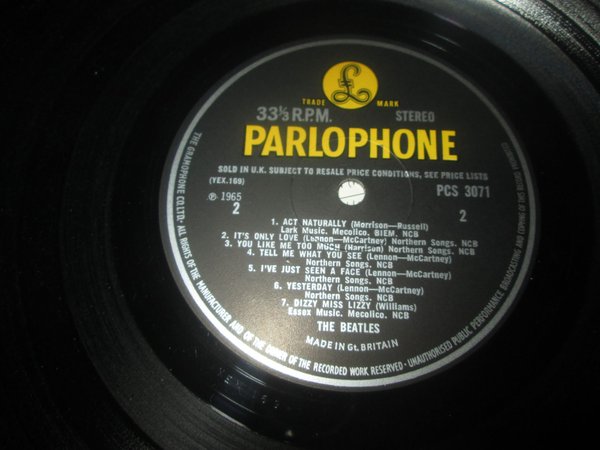 £
TRADE MARK
33⅓ R.P.M. STEREO
PARLOPHONE
SOLD IN U.K. SUBJECT TO RESALE PRICE CONDITIONS, SEE PRICE LISTS
(YEX.169) PCS 3071
℗ 1965
2 2
1. ACT NATURALLY (Morrison—Russell)
Lark Music. Mecolico. BIEM. NCB
2. IT'S ONLY LOVE (Lennon—McCartney) Northern Songs. NCB
3. YOU LIKE ME TOO MUCH (Harrison) Northern Songs. NCB
4. TELL ME WHAT YOU SEE (Lennon—McCartney)
Northern Songs. NCB
5. I'VE JUST SEEN A FACE (Lennon—McCartney)
Northern Songs. NCB
6. YESTERDAY (Lennon—McCartney)
Northern Songs. NCB
7. DIZZY MISS LIZZY (Williams)
Essex Music. Mecolico. NCB
THE BEATLES
MADE IN Gt. BRITAIN
THE GRAMOPHONE CO. LTD.- ALL RIGHTS OF THE MANUFACTURER AND OF THE OWNER OF THE RECORDED WORK RESERVED - UNAUTHORISED PUBLIC PERFORMANCE, BROADCASTING AND COPYING OF THIS RECORD PROHIBITED